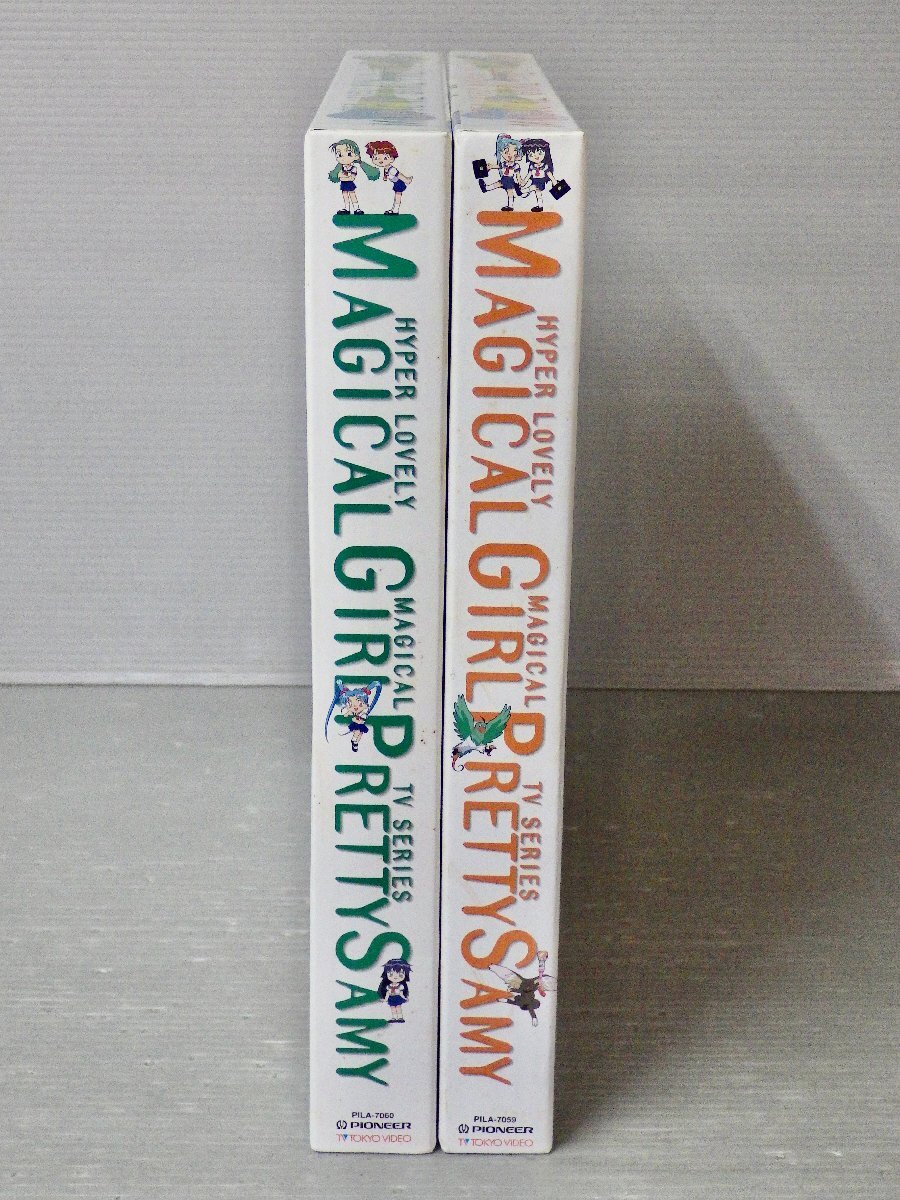 MAGICAL GIRL PRETTY SAMY
HYPER LOVELY MAGICAL TV SERIES
PILA-7060
PIONEER
TV TOKYO VIDEO
MAGICAL GIRL PRETTY SAMY
HYPER LOVELY MAGICAL TV SERIES
PILA-7059
PIONEER
TV TOKYO VIDEO